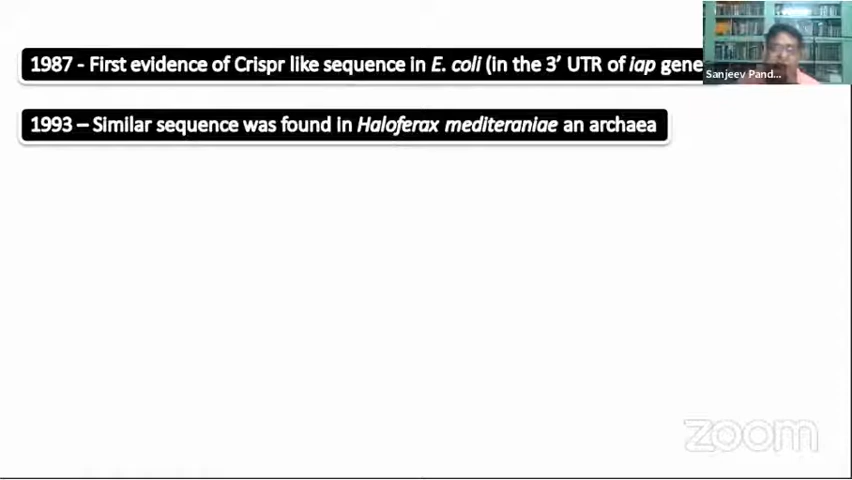 1987 - First evidence of Crispr like sequence in E. coli (in the 3’ UTR of iap gene
Sanjeev Pand...
1993 – Similar sequence was found in Haloferax mediteraniae an archaea
zoom